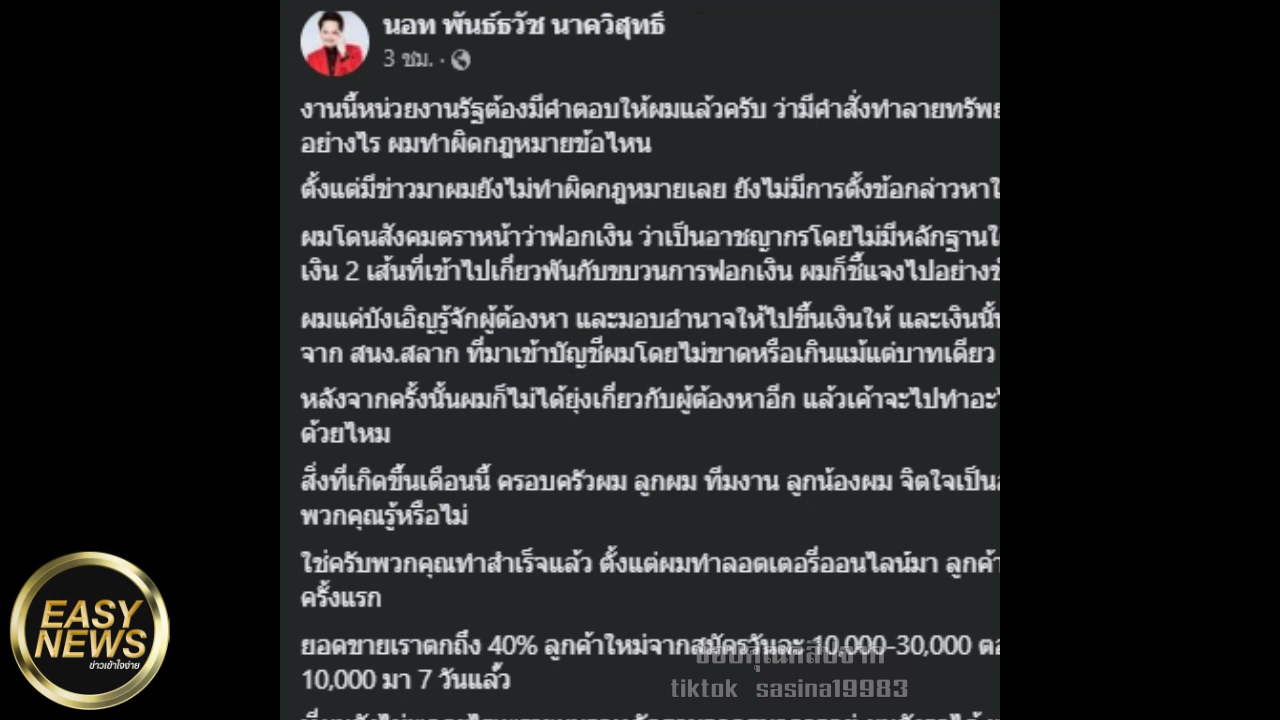 นอท พันธ์ธวัช นาควิสุทธิ์
3 ชม. ·
งานนี้หน่วยงานรัฐต้องมีคำตอบให้ผมแล้วครับ ว่ามีคำสั่งทำลายทรัพย
อย่างไร ผมทำผิดกฎหมายข้อไหน
ตั้งแต่มีข่าวมาผมยังไม่ทำผิดกฎหมายเลย ยังไม่มีการตั้งข้อกล่าวหาใ
ผมโดนสังคมตราหน้าว่าฟอกเงิน ว่าเป็นอาชญากรโดยไม่มีหลักฐานใ
เงิน 2 เส้นที่เข้าไปเกี่ยวพันกับขบวนการฟอกเงิน ผมก็ชี้แจงไปอย่างช
ผมแค่บังเอิญรู้จักผู้ต้องหา และมอบอำนาจให้ไปขึ้นเงินให้ และเงินนั้น
จาก สนง.สลาก ที่มาเข้าบัญชีผมโดยไม่ขาดหรือเกินแม้แต่บาทเดียว
หลังจากครั้งนั้นผมก็ไม่ได้ยุ่งเกี่ยวกับผู้ต้องหาอีก แล้วเค้าจะไปทำอะไ
ด้วยไหม
สิ่งที่เกิดขึ้นเดือนนี้ ครอบครัวผม ลูกผม ทีมงาน ลูกน้องผม จิตใจเป็น
พวกคุณรู้หรือไม่
ใช่ครับพวกคุณทำสำเร็จแล้ว ตั้งแต่ผมทำลอตเตอรี่ออนไลน์มา ลูกค้า
ครั้งแรก
ยอดขายเราตกถึง 40% ลูกค้าใหม่จากสมัครวันละ 10,000-30,000
10,000 มา 7 วันแล้ว
ขอบคุณคลิปจาก
tiktok sasina19983
EASY
NEWS
ข่าวเข้าใจง่าย